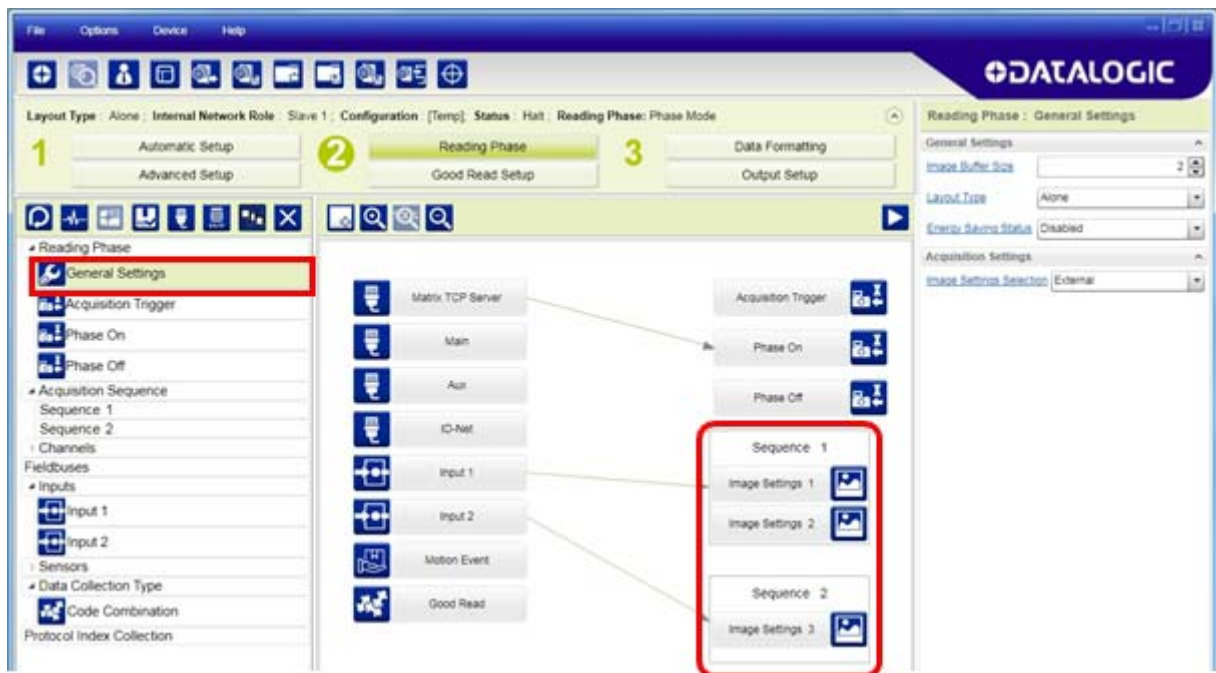 File Options Device Help
DATALOGIC
Layout Type : Alone ; Internal Network Role : Slave 1 ; Configuration : [Temp]; Status : Halt ; Reading Phase: Phase Mode
1 Automatic Setup
Advanced Setup
2 Reading Phase
Good Read Setup
3 Data Formatting
Output Setup
Reading Phase
General Settings
Acquisition Trigger
Phase On
Phase Off
Acquisition Sequence
Sequence 1
Sequence 2
Channels
Fieldbuses
Inputs
Input 1
Input 2
Sensors
Data Collection Type
Code Combination
Protocol Index Collection
Matrix TCP Server
Main
Aux
ID-Net
Input 1
Input 2
Motion Event
Good Read
Acquisition Trigger
Phase On
Phase Off
Sequence 1
Image Settings 1
Image Settings 2
Sequence 2
Image Settings 3
Reading Phase : General Settings
General Settings
Image Buffer Size 2
Layout Type Alone
Energy Saving Status Disabled
Acquisition Settings
Image Settings Selection External